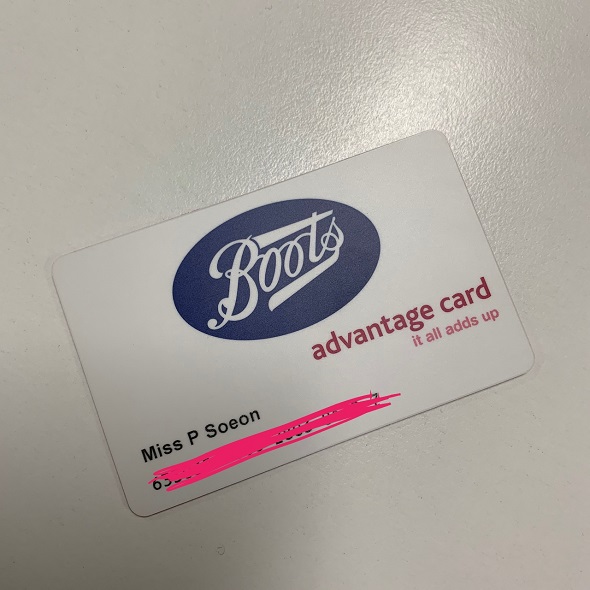 Boots
advantage card
it all adds up
Miss P Soeon